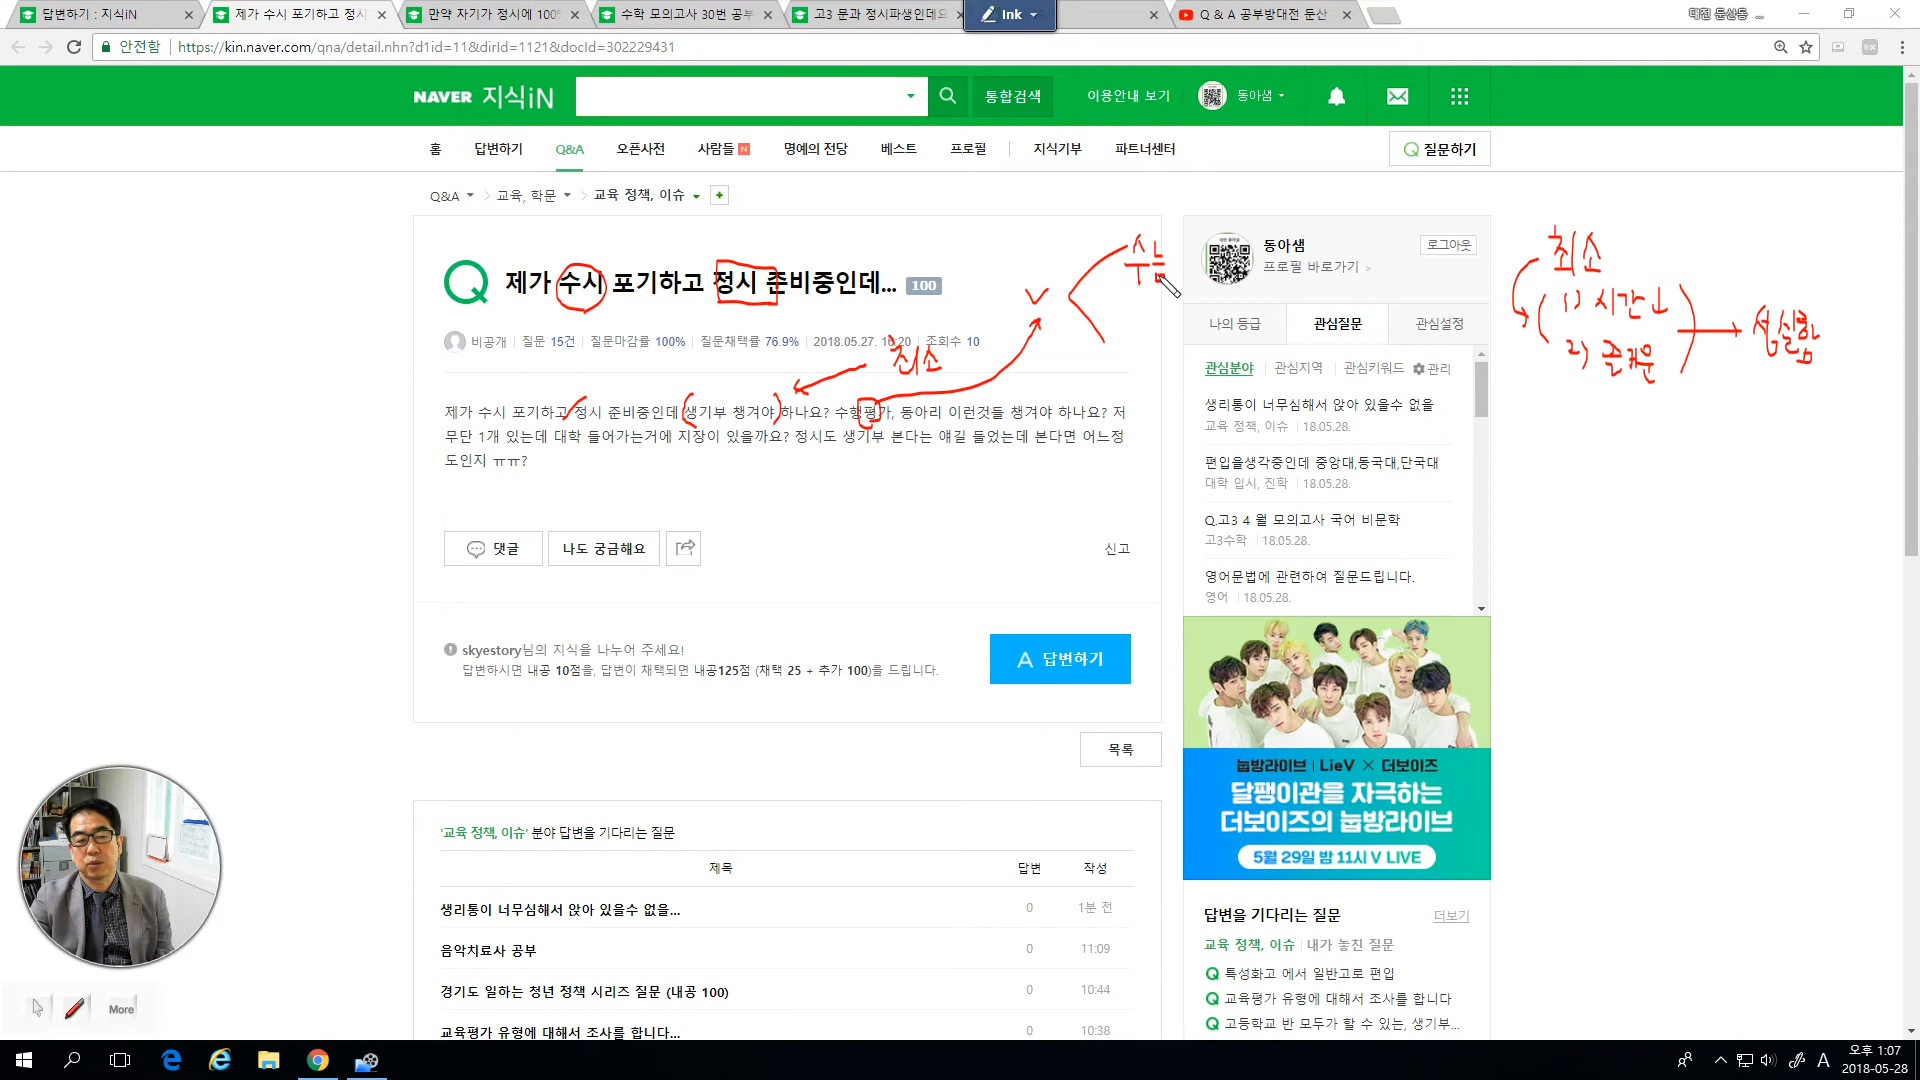 답변하기 : 지식iN
제가 수시 포기하고 정시
만약 자기가 정시에 100%
수학 모의고사 30번 공부
고3 문과 정시파생인데요
Ink
Q & A 공부방대전 둔산
대전 둔산동 ...
안전함
https://kin.naver.com/qna/detail.nhn?d1id=11&dirId=1121&docId=302229431
NAVER 지식iN
통합검색
이용안내 보기
동아샘
홈 답변하기 Q&A 오픈사전 사람들 N 명예의 전당 베스트 프로필 지식기부 파트너센터
질문하기
Q&A > 교육, 학문 > 교육 정책, 이슈 +
제가 수시 포기하고 정시 준비중인데... 100
비공개 질문 15건 질문마감률 100% 질문채택률 76.9% 2018.05.27. 16:20 조회수 10
최소
수능
제가 수시 포기하고 정시 준비중인데 생기부 챙겨야 하나요? 수행평가, 동아리 이런것들 챙겨야 하나요? 저
무단 1개 있는데 대학 들어가는거에 지장이 있을까요? 정시도 생기부 본다는 얘길 들었는데 본다면 어느정
도인지 ㅠㅠ?
댓글
나도 궁금해요
신고
skyestory님의 지식을 나누어 주세요!
답변하시면 내공 10점을, 답변이 채택되면 내공125점 (채택 25 + 추가 100)을 드립니다.
답변하기
목록
'교육 정책, 이슈' 분야 답변을 기다리는 질문
제목 답변 작성
생리통이 너무심해서 앉아 있을수 없을... 0 1분 전
음악치료사 공부 0 11:09
경기도 일하는 청년 정책 시리즈 질문 (내공 100) 0 10:44
교육평가 유형에 대해서 조사를 합니다... 0 10:38
동아샘
로그아웃
프로필 바로가기 >
나의 등급 관심질문 관심설정
관심분야 관심지역 관심키워드 관리
생리통이 너무심해서 앉아 있을수 없을
교육 정책, 이슈 18.05.28.
편입을생각중인데 중앙대,동국대,단국대
대학 입시, 진학 18.05.28.
Q.고3 4 월 모의고사 국어 비문학
고3수학 18.05.28.
영어문법에 관련하여 질문드립니다.
영어 18.05.28.
눕방라이브 LieV X 더보이즈
달팽이관을 자극하는
더보이즈의 눕방라이브
5월 29일 밤 11시 V LIVE
답변을 기다리는 질문 더보기
교육 정책, 이슈 내가 놓친 질문
특성화고 에서 일반고로 편입
교육평가 유형에 대해서 조사를 합니다
고등학교 반 모두가 할 수 있는, 생기부...
최소
1) 시간↓
2) 즐거운
성실함
More
A
오후 1:07
2018-05-28